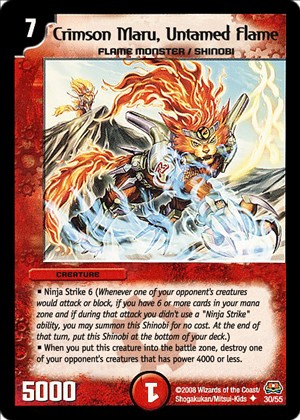 7
Crimson Maru, Untamed Flame
FLAME MONSTER / SHINOBI
CREATURE
■ Ninja Strike 6 (Whenever one of your opponent's creatures
would attack or block, if you have 6 or more cards in your mana
zone and if during that attack you didn't use a "Ninja Strike"
ability, you may summon this Shinobi for no cost. At the end of
that turn, put this Shinobi at the bottom of your deck.)
■ When you put this creature into the battle zone, destroy one
of your opponent's creatures that has power 4000 or less.
5000
1
©2008 Wizards of the Coast/
Shogakukan/Mitsui-Kids
30/55